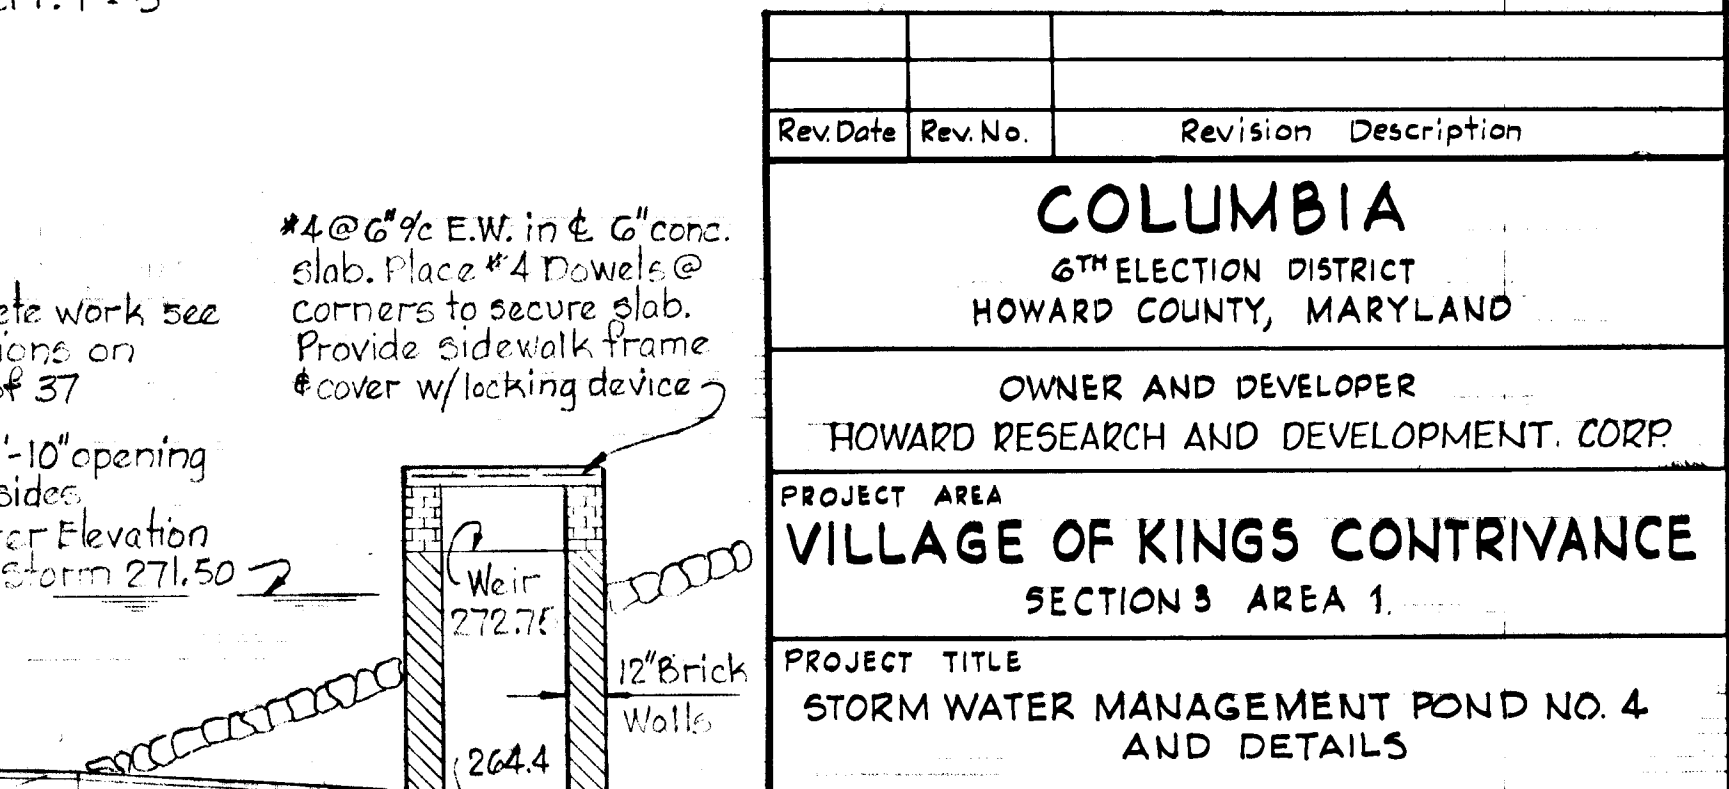 #4@6"%c E.W. in ℄ 6"conc.
slab. Place #4 Dowels@
corners to secure slab.
Provide sidewalk frame
& cover w/locking device
work see
on
of 37
-10"opening
sides
Elevation
Storm 271.50
Weir
272.75
12"Brick
Walls
264.4
Rev. Date Rev. No. Revision Description
COLUMBIA
6TH ELECTION DISTRICT
HOWARD COUNTY, MARYLAND
OWNER AND DEVELOPER
HOWARD RESEARCH AND DEVELOPMENT. CORP.
PROJECT AREA
VILLAGE OF KINGS CONTRIVANCE
SECTION 3 AREA 1.
PROJECT TITLE
STORM WATER MANAGEMENT POND NO. 4
AND DETAILS